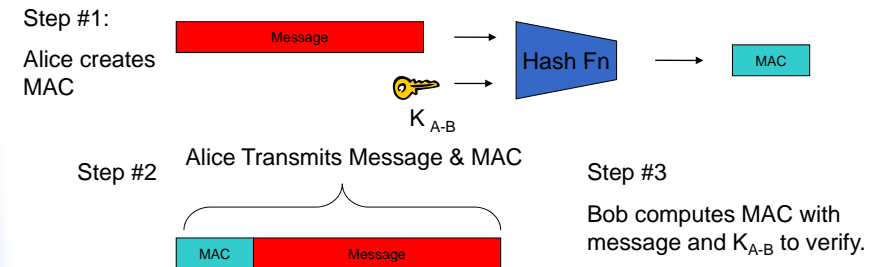 Step #1:
Alice creates
MAC
Message
Hash Fn
MAC
K A-B
Step #2
Alice Transmits Message & MAC
MAC Message
Step #3
Bob computes MAC with
message and KA-B to verify.